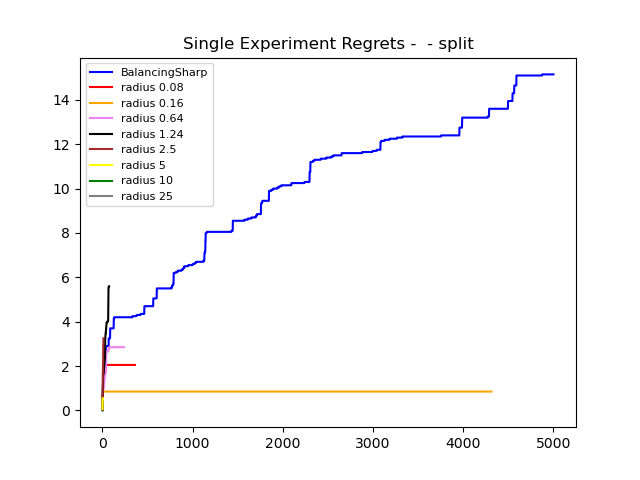 Single Experiment Regrets -  - split
BalancingSharp
radius 0.08
radius 0.16
radius 0.64
radius 1.24
radius 2.5
radius 5
radius 10
radius 25
14
12
10
8
6
4
2
0
0 1000 2000 3000 4000 5000